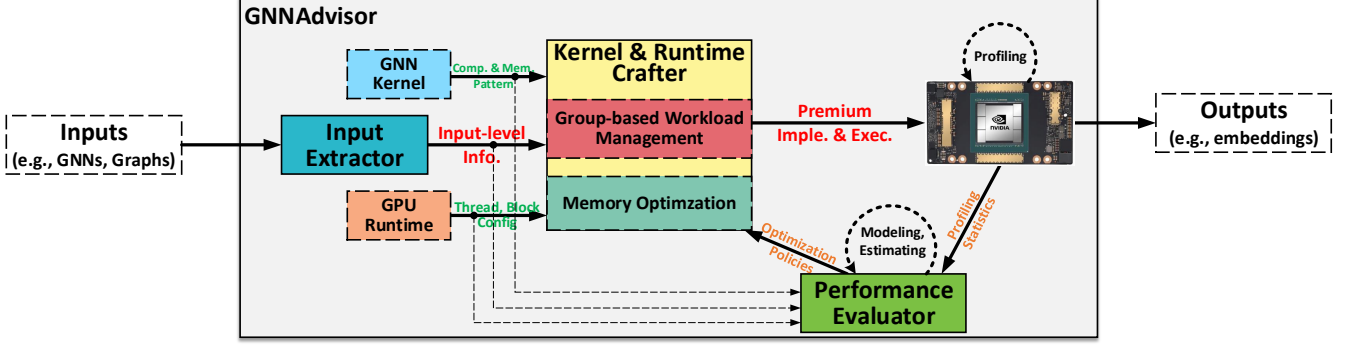 GNNAdvisor
Inputs
(e.g., GNNs, Graphs)
GNN
Kernel
Comp. & Mem.
Pattern
Input
Extractor
Input-level
Info.
GPU
Runtime
Thread, Block
Config
Kernel & Runtime
Crafter
Group-based Workload
Management
Memory Optimzation
Premium
Imple. & Exec.
Profiling
NVIDIA
Outputs
(e.g., embeddings)
Profiling
Statistics
Optimization
Policies
Modeling,
Estimating
Performance
Evaluator